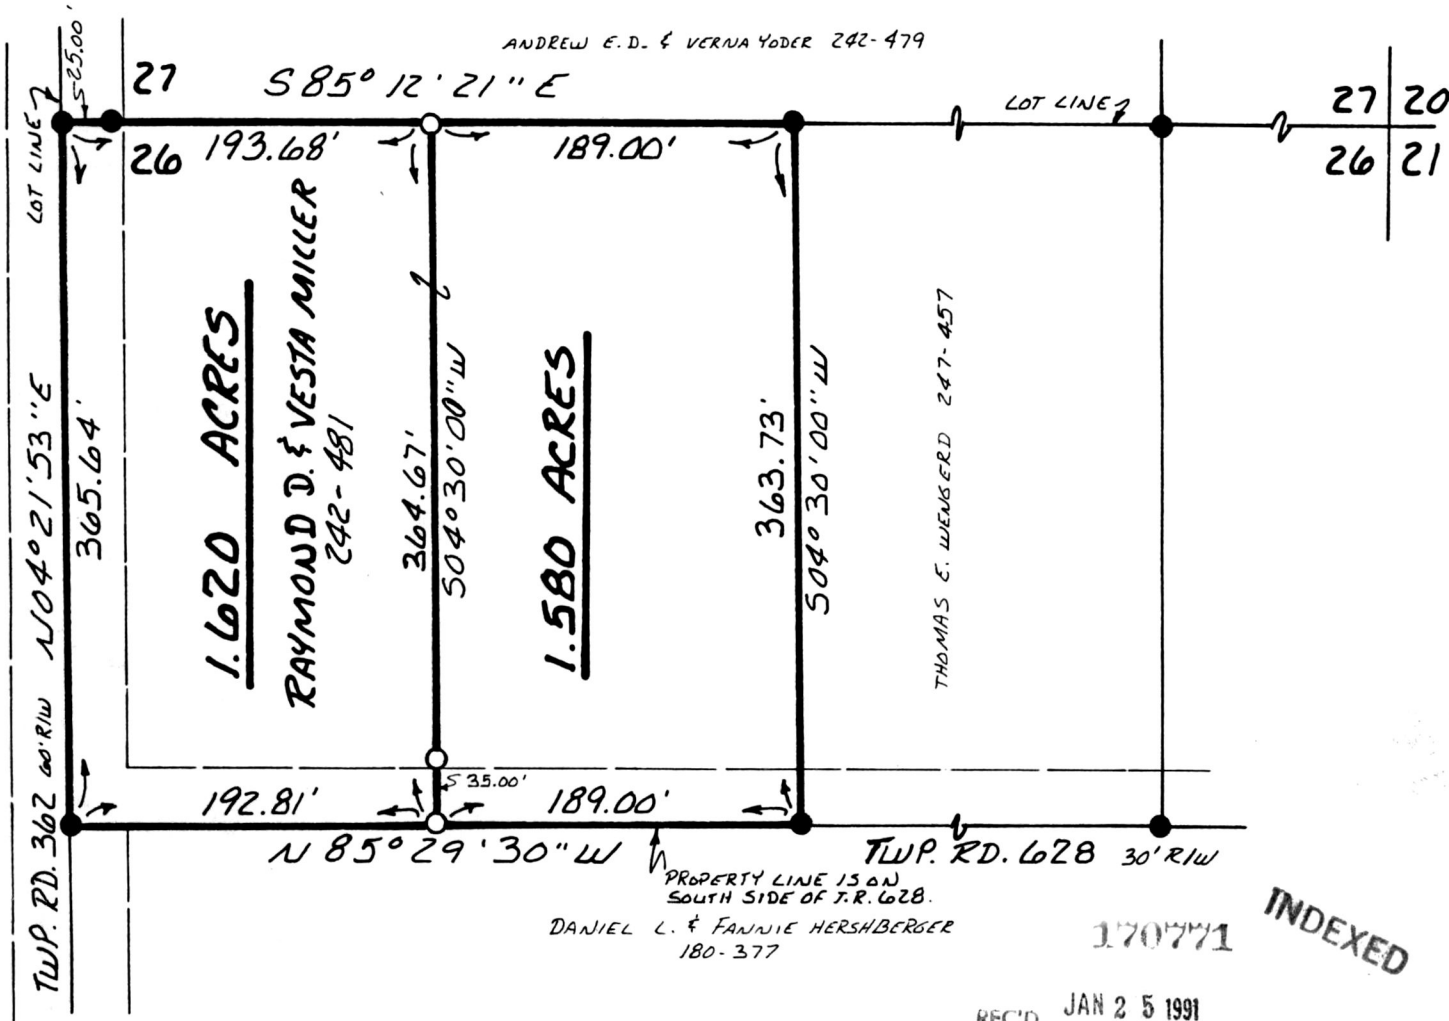 ANDREW E.D. & VERNA YODER 242-479
25.00'
27
S 85° 12' 21" E
LOT LINE
27 20
LOT LINE
26
193.68'
189.00'
26 21
N04° 21' 53" E
365.64'
1.620 ACRES
RAYMOND D. & VESTA MILLER
242-481
364.67'
S04° 30' 00" W
1.580 ACRES
363.73'
S04° 30' 00" W
THOMAS E. WENGERD 247-457
TWP. RD. 362 60' R/W
192.81'
35.00'
189.00'
N 85° 29' 30" W
TWP. RD. 628 30' R/W
PROPERTY LINE IS ON
SOUTH SIDE OF T.R. 628.
DANIEL L. & FANNIE HERSHBERGER
180-377
170771
INDEXED
REC'D JAN 25 1991